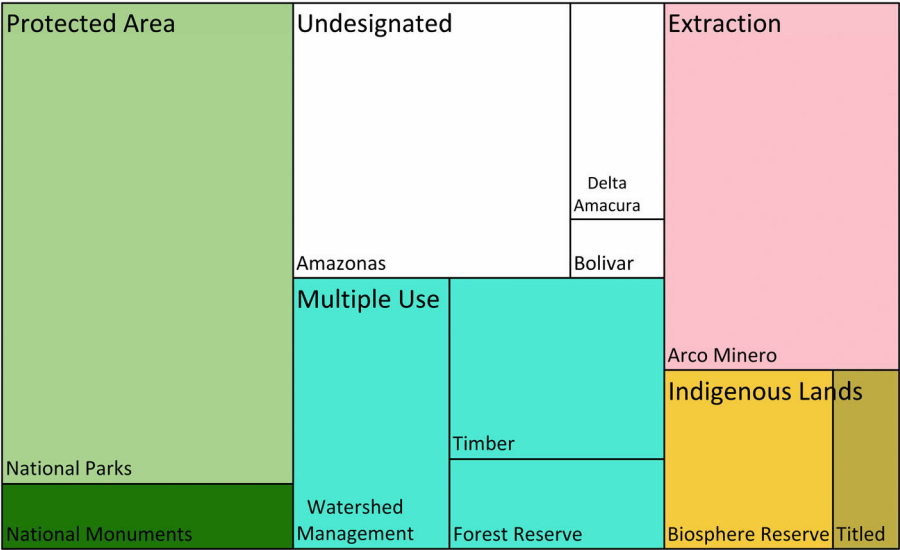 Protected Area
National Parks
National Monuments
Undesignated
Amazonas
Delta
Amacura
Bolivar
Multiple Use
Watershed
Management
Timber
Forest Reserve
Extraction
Arco Minero
Indigenous Lands
Biosphere Reserve
Titled